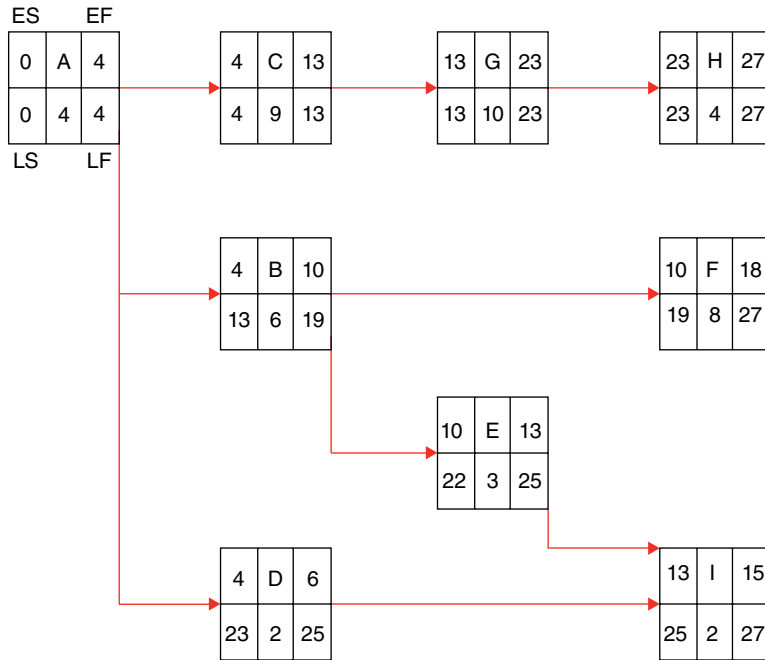 ES EF
0 A 4
0 4 4
LS LF
4 C 13
4 9 13
13 G 23
13 10 23
23 H 27
23 4 27
4 B 10
13 6 19
10 F 18
19 8 27
10 E 13
22 3 25
4 D 6
23 2 25
13 I 15
25 2 27